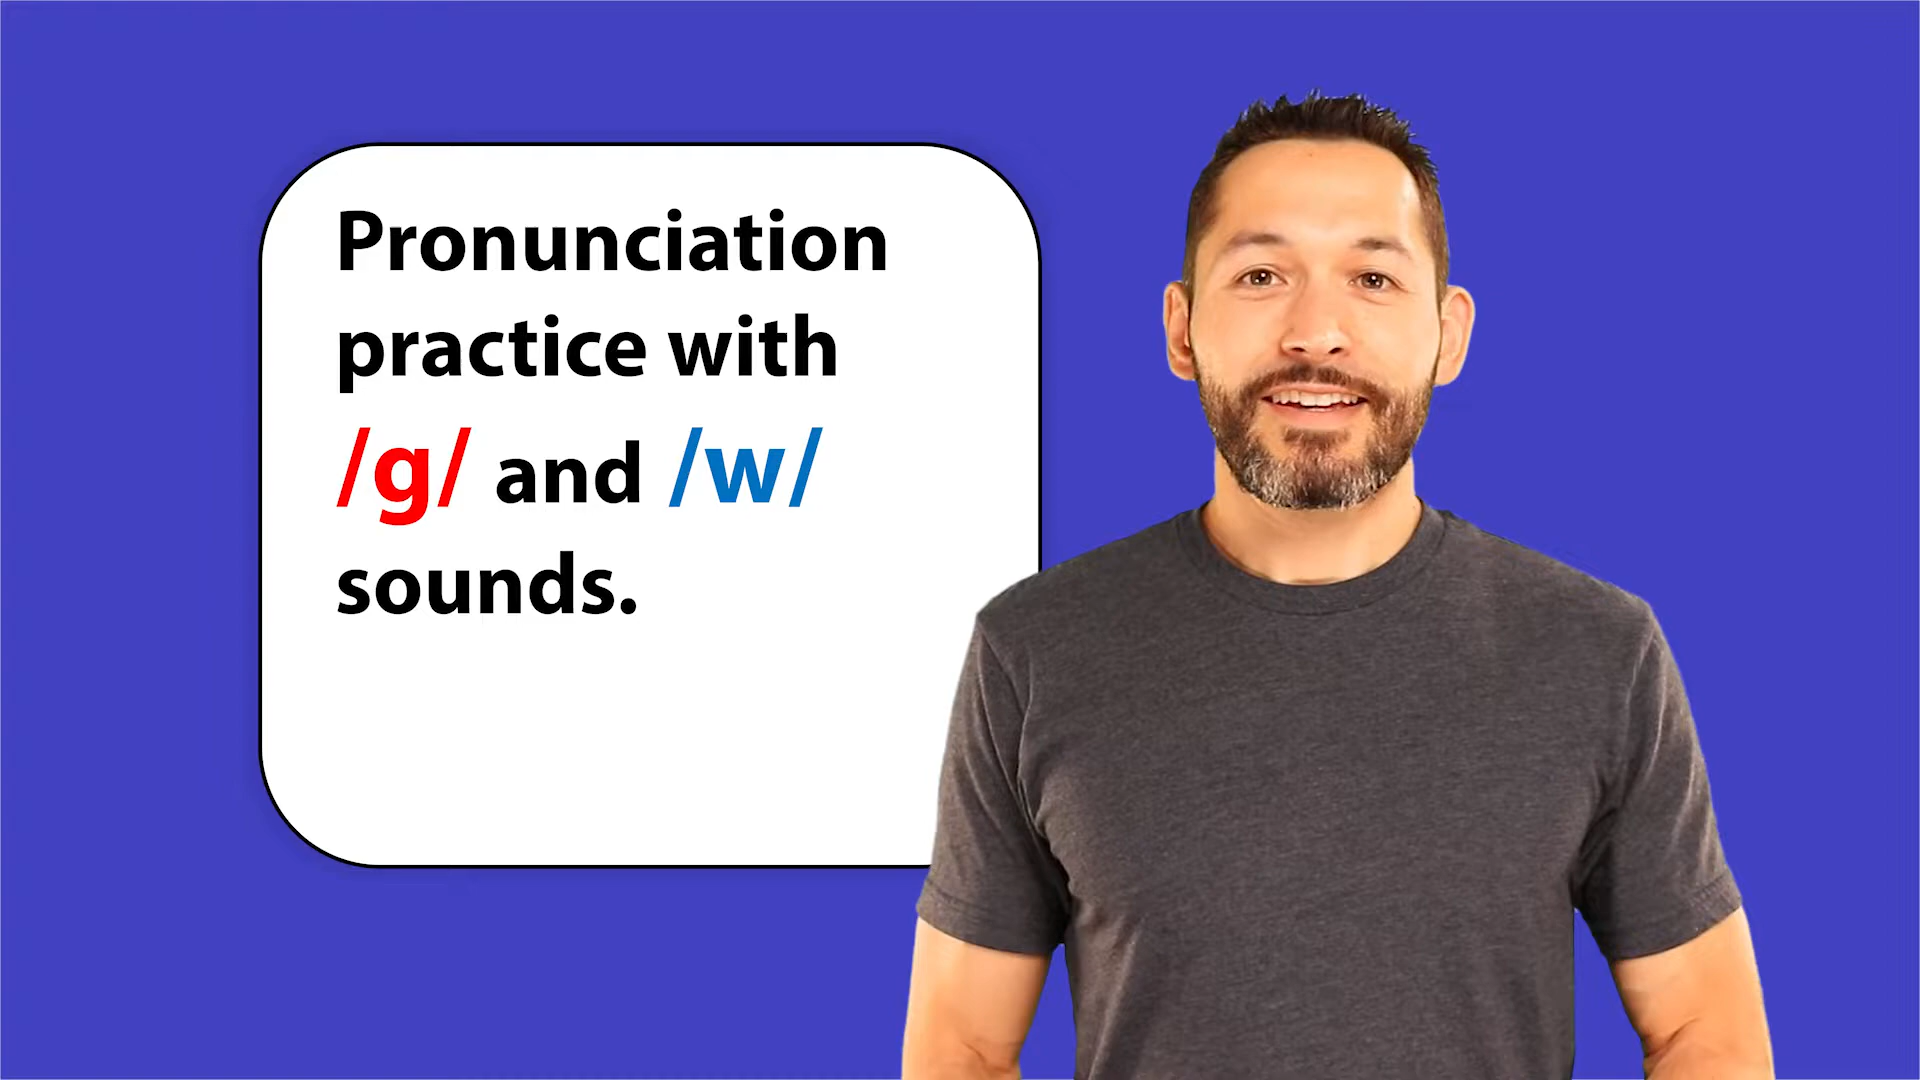 Pronunciation
practice with
/g/ and /w/
sounds.